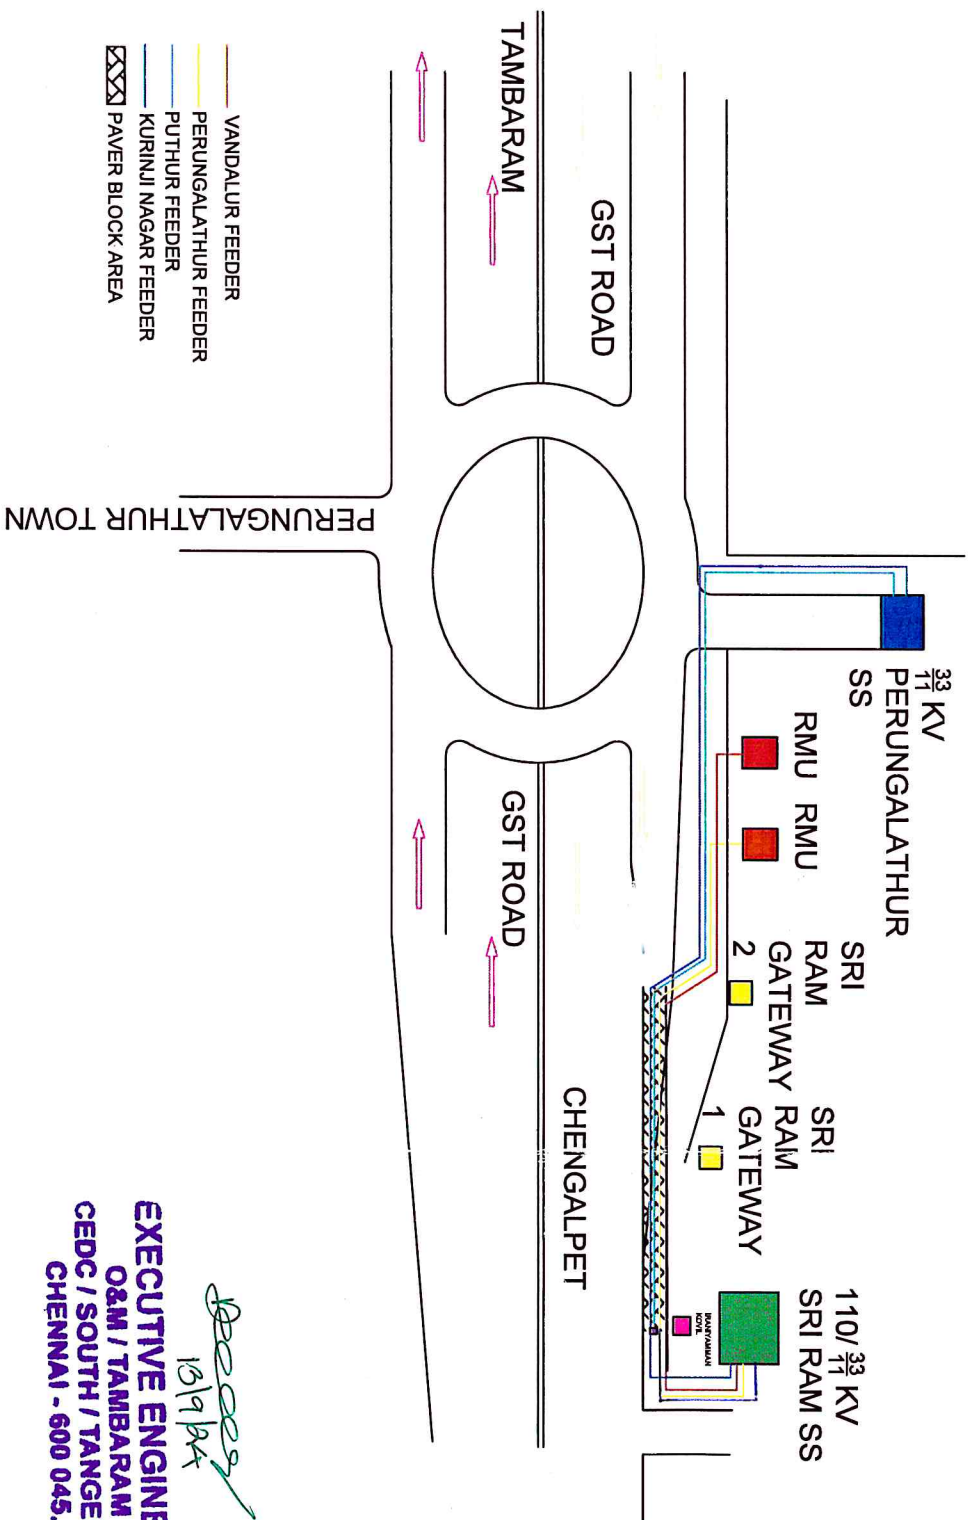 33/11 KV
PERUNGALATHUR
SS
RMU
RMU
SRI
RAM
GATEWAY
2
SRI
RAM
GATEWAY
1
110/ 33/11 KV
SRI RAM SS
IRANIYAMMAN
KOVIL
GST ROAD
TAMBARAM
CHENGALPET
GST ROAD
PERUNGALATHUR TOWN
VANDALUR FEEDER
PERUNGALATHUR FEEDER
PUTHUR FEEDER
KURINJI NAGAR FEEDER
PAVER BLOCK AREA
13/9/24
EXECUTIVE ENGINE
O&M / TAMBARAM
CEDC / SOUTH / TANGE
CHENNAI - 600 045.